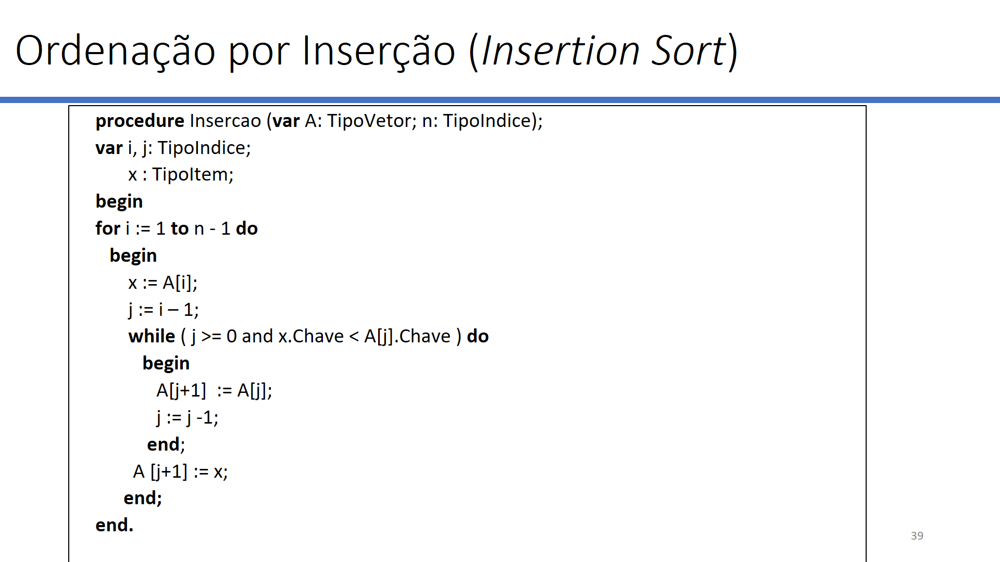 Ordenação por Inserção (Insertion Sort)
procedure Insercao (var A: TipoVetor; n: TipoIndice);
var i, j: TipoIndice;
x : TipoItem;
begin
for i := 1 to n - 1 do
begin
x := A[i];
j := i – 1;
while ( j >= 0 and x.Chave < A[j].Chave ) do
begin
A[j+1]  := A[j];
j := j -1;
end;
A [j+1] := x;
end;
end.
39